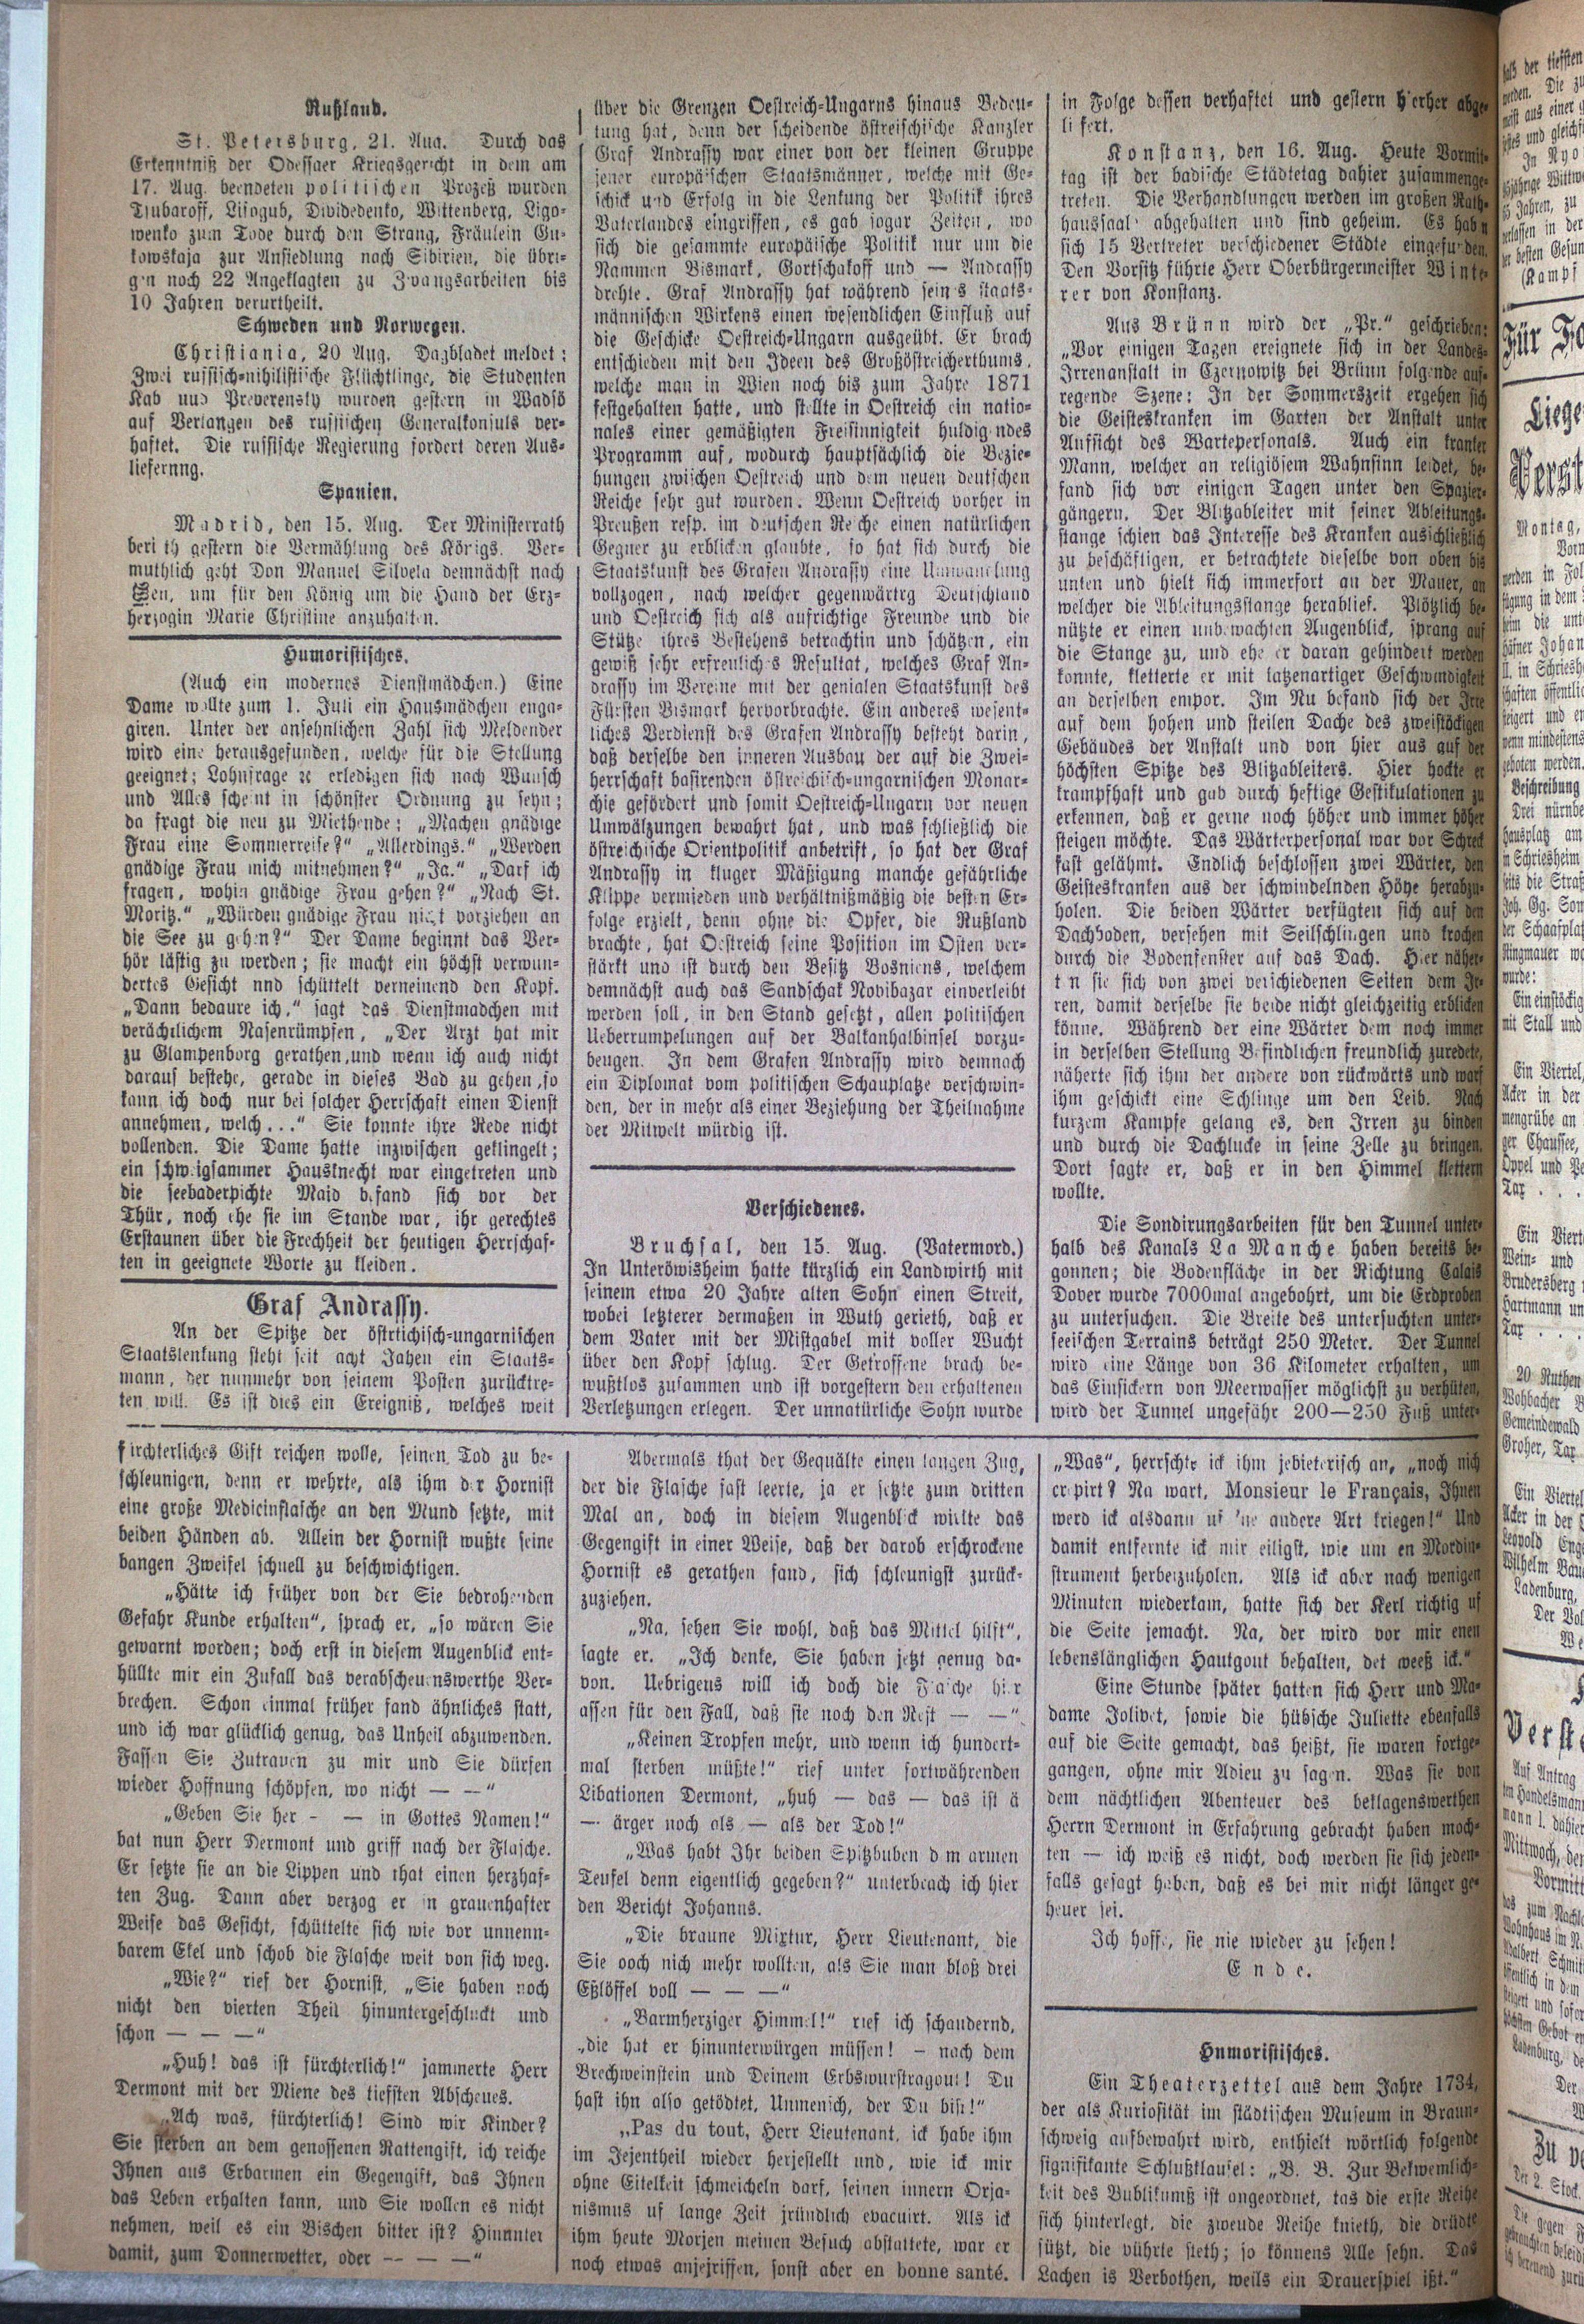 Rußland.
St. Petersburg, 21. Aug. Durch das
Erkenntniß der Odessaer Kriegsgericht in dem am
17. Aug. beendeten politischen Prozeß wurden
Tjubaroff, Lisogub, Dividedenko, Wittenberg, Ligo-
wenko zum Tode durch den Strang, Fräulein Gu-
kowskaja zur Ansiedlung nach Sibirien, die übri-
gen noch 22 Angeklagten zu Zwangsarbeiten bis
10 Jahren verurtheilt.
Schweden und Norwegen.
Christiania, 20 Aug. Dagbladet meldet:
Zwei russisch-nihilistische Flüchtlinge, die Studenten
Kab und Preverensly wurden gestern in Wadsö
auf Verlangen des russischen Generalkonsuls ver-
haftet. Die russische Regierung fordert deren Aus-
liefernng.
Spanien.
Madrid, den 15. Aug. Der Ministerrath
beri th gestern die Vermählung des Königs. Ver-
muthlich geht Don Manuel Silvela demnächst nach
en, um für den König um die Hand der Erz-
herzogin Marie Christine anzuhalten.
Humoristisches.
(Auch ein modernes Dienstmädchen.) Eine
Dame wollte zum 1. Juli ein Hausmädchen enga-
giren. Unter der ansehnlichen Zahl sich Meldender
wird eine herausgefunden, welche für die Stellung
geeignet; Lohnfrage ꝛc erledigen sich nach Wunsch
und Alles scheint in schönster Ordnung zu seyn;
da fragt die neu zu Miethende: „Machen gnädige
Frau eine Sommerreise?“ „Allerdings.“ „Werden
gnädige Frau mich mitnehmen?“ „Ja.“ „Darf ich
fragen, wohin gnädige Frau gehen?“ „Nach St.
Moritz.“ „Würden gnädige Frau nicht vorziehen an
die See zu gehen?“ Der Dame beginnt das Ver-
hör lästig zu werden; sie macht ein höchst verwun-
dertes Gesicht nnd schüttelt verneinend den Kopf.
„Dann bedaure ich,“ sagt das Dienstmädchen mit
verächtlichem Nasenrümpfen, „Der Arzt hat mir
zu Glampenborg gerathen, und wenn ich auch nicht
darauf bestehe, gerade in dieses Bad zu gehen, so
kann ich doch nur bei solcher Herrschaft einen Dienst
annehmen, welch...“ Sie konnte ihre Rede nicht
vollenden. Die Dame hatte inzwischen geklingelt;
ein schweigsammer Hausknecht war eingetreten und
die seebaderpichte Maid befand sich vor der
Thür, noch ehe sie im Stande war, ihr gerechtes
Erstaunen über die Frechheit der heutigen Herrschaf-
ten in geeignete Worte zu kleiden.
Graf Andrassy.
An der Spitze der östrtichisch-ungarnischen
Staatslenkung steht seit acht Jahen ein Staats-
mann, der nunmehr von seinem Posten zurücktre-
ten will. Es ist dies ein Ereigniß, welches weit
über die Grenzen Oestreich-Ungarns hinaus Bedeu-
tung hat, denn der scheidende östreischische Kanzler
Graf Andrassy war einer von der kleinen Gruppe
jener europäischen Staatsmänner, welche mit Ge-
schick und Erfolg in die Lenkung der Politik ihres
Vaterlandes eingriffen, es gab sogar Zeiten, wo
sich die gesammte europäische Politik nur um die
Nammen Bismark, Gortschakoff und — Andrassy
drehte. Graf Andrassy hat während seines staats-
männischen Wirkens einen wesendlichen Einfluß auf
die Geschicke Oestreich-Ungarn ausgeübt. Er brach
entschieden mit den Ideen des Großöstreicherthums,
welche man in Wien noch bis zum Jahre 1871
festgehalten hatte, und stellte in Oestreich ein natio-
nales einer gemäßigten Freisinnigkeit huldigendes
Programm auf, wodurch hauptsächlich die Bezie-
hungen zwischen Oestreich und dem neuen deutschen
Reiche sehr gut wurden. Wenn Oestreich vorher in
Preußen resp. im deutschen Reiche einen natürlichen
Gegner zu erblicken glaubte, so hat sich durch die
Staatskunst des Grafen Andrassy eine Umwandlung
vollzogen, nach welcher gegenwärtrg Deutschland
und Oestreich sich als aufrichtige Freunde und die
Stütze ihres Bestehens betrachtin und schätzen, ein
gewiß sehr erfreuliches Resultat, welches Graf An-
drassy im Vereine mit der genialen Staatskunst des
Fürsten Bismark hervorbrachte. Ein anderes wesent-
liches Verdienst des Grafen Andrassy besteht darin,
daß derselbe den inneren Ausbau der auf die Zwei-
herrschaft basirenden östreichisch-ungarnischen Monar-
chie gefördert und somit Oestreich-Ungarn vor neuen
Umwälzungen bewahrt hat, und was schließlich die
östreichische Orientpolitik anbetrift, so hat der Graf
Andrassy in kluger Mäßigung manche gefährliche
Klippe vermieden und verhältnißmäßig die besten Er-
folge erzielt, denn ohne die Opfer, die Rußland
brachte, hat Oestreich seine Position im Osten ver-
stärkt und ist durch den Besitz Bosniens, welchem
demnächst auch das Sandschak Novibazar einverleibt
werden soll, in den Stand gesetzt, allen politischen
Ueberrumpelungen auf der Balkanhalbinsel vorzu-
beugen. In dem Grafen Andrassy wird demnach
ein Diplomat vom politischen Schauplatze verschwin-
den, der in mehr als einer Beziehung der Theilnahme
der Mitwelt würdig ist.
Verschiedenes.
Bruchsal, den 15. Aug. (Vatermord.)
In Unteröwisheim hatte kürzlich ein Landwirth mit
seinem etwa 20 Jahre alten Sohn einen Streit,
wobei letzterer dermaßen in Wuth gerieth, daß er
dem Vater mit der Mistgabel mit voller Wucht
über den Kopf schlug. Der Getroffene brach be-
wußtlos zusammen und ist vorgestern den erhaltenen
Verletzungen erlegen. Der unnatürliche Sohn wurde
in Folge dessen verhaftet und gestern hierher abge-
li fert.
Konstanz, den 16. Aug. Heute Vormit-
tag ist der badische Städtetag dahier zusammenge-
treten. Die Verhandlungen werden im großen Rath-
haussaale abgehalten und sind geheim. Es haben
sich 15 Vertreter verschiedener Städte eingefunden.
Den Vorsitz führte Herr Oberbürgermeister Winte-
rer von Konstanz.
Aus Brünn wird der „Pr.“ geschrieben:
„Vor einigen Tagen ereignete sich in der Landes-
Irrenanstalt in Czernowitz bei Brünn folgende auf-
regende Szene: In der Sommerszeit ergehen sich
die Geisteskranken im Garten der Anstalt unter
Aufsicht des Wartepersonals. Auch ein kranker
Mann, welcher an religiösem Wahnsinn leidet, be-
fand sich vor einigen Tagen unter den Spazier-
gängern. Der Blitzableiter mit seiner Ableitungs-
stange schien das Interesse des Kranken ausschließlich
zu beschäftigen, er betrachtete dieselbe von oben bis
unten und hielt sich immerfort an der Mauer, an
welcher die Ableitungsstange herablief. Plötzlich be-
nützte er einen unbewachten Augenblick, sprang auf
die Stange zu, und ehe er daran gehindert werden
konnte, kletterte er mit katzenartiger Geschwindigkeit
an derselben empor. Im Nu befand sich der Irre
auf dem hohen und steilen Dache des zweistöckigen
Gebäudes der Anstalt und von hier aus auf der
höchsten Spitze des Blitzableiters. Hier hockte er
krampfhaft und gab durch heftige Gestikulationen zu
erkennen, daß er gerne noch höher und immer höher
steigen möchte. Das Wärterpersonal war vor Schreck
fast gelähmt. Endlich beschlossen zwei Wärter, den
Geisteskranken aus der schwindelnden Höhe herabzu-
holen. Die beiden Wärter verfügten sich auf den
Dachboden, versehen mit Seilschlingen und krochen
durch die Bodenfenster auf das Dach. Hier näher-
t n sie sich von zwei verschiedenen Seiten dem Ir-
ren, damit derselbe sie beide nicht gleichzeitig erblicken
könne. Während der eine Wärter dem noch immer
in derselben Stellung Befindlichen freundlich zuredete,
näherte sich ihm der andere von rückwärts und warf
ihm geschickt eine Schlinge um den Leib. Nach
kurzem Kampfe gelang es, den Irren zu binden
und durch die Dachlucke in seine Zelle zu bringen.
Dort sagte er, daß er in den Himmel klettern
wollte.
Die Sondirungsarbeiten für den Tunnel unter-
halb des Kanals La Manche haben bereits be-
gonnen; die Bodenfläche in der Richtung Calais
Dover wurde 7000mal angebohrt, um die Erdproben
zu untersuchen. Die Breite des untersuchten unter-
seeischen Terrains beträgt 250 Meter. Der Tunnel
wird eine Länge von 36 Kilometer erhalten, um
das Einsickern von Meerwasser möglichst zu verhüten,
wird der Tunnel ungefähr 200—250 Fuß unter-
fürchterliches Gift reichen wolle, seinen Tod zu be-
schleunigen, denn er wehrte, als ihm der Hornist
eine große Medicinflasche an den Mund setzte, mit
beiden Händen ab. Allein der Hornist wußte seine
bangen Zweifel schnell zu beschwichtigen.
„Hätte ich früher von der Sie bedrohenden
Gefahr Kunde erhalten“, sprach er, „so wären Sie
gewarnt worden; doch erst in diesem Augenblick ent-
hüllte mir ein Zufall das verabscheuenswerthe Ver-
brechen. Schon einmal früher fand ähnliches statt,
und ich war glücklich genug, das Unheil abzuwenden.
Fassen Sie Zutrauen zu mir und Sie dürfen
wieder Hoffnung schöpfen, wo nicht — —“
„Geben Sie her - — in Gottes Namen!“
bat nun Herr Dermont und griff nach der Flasche.
Er setzte sie an die Lippen und that einen herzhaf-
ten Zug. Dann aber verzog er in grauenhafter
Weise das Gesicht, schüttelte sich wie vor unnenn-
barem Ekel und schob die Flasche weit von sich weg.
„Wie?“ rief der Hornist, „Sie haben noch
nicht den vierten Theil hinuntergeschluckt und
schon — — —“
„Huh! das ist fürchterlich!“ jammerte Herr
Dermont mit der Miene des tiefsten Abscheues.
„Ach was, fürchterlich! Sind wir Kinder?
Sie sterben an dem genossenen Rattengift, ich reiche
Ihnen aus Erbarmen ein Gegengift, das Ihnen
das Leben erhalten kann, und Sie wollen es nicht
nehmen, weil es ein Bischen bitter ist? Hinunter
damit, zum Donnerwetter, oder -- — —“
Abermals that der Gequälte einen langen Zug,
der die Flasche fast leerte, ja er setzte zum dritten
Mal an, doch in diesem Augenblick wirkte das
Gegengift in einer Weise, daß der darob erschrockene
Hornist es gerathen fand, sich schleunigst zurück-
zuziehen.
„Na, sehen Sie wohl, daß das Mittel hilft“,
sagte er. „Ich denke, Sie haben jetzt genug da-
von. Uebrigens will ich doch die Flasche hier
assen für den Fall, daß sie noch den Rest — —“
„Keinen Tropfen mehr, und wenn ich hundert-
mal sterben müßte!“ rief unter fortwährenden
Libationen Dermont, „huh — das — das ist ä
— ärger noch als — als der Tod!“
„Was habt Ihr beiden Spitzbuben dem armen
Teufel denn eigentlich gegeben?“ unterbrach ich hier
den Bericht Johanns.
„Die braune Mixtur, Herr Lieutenant, die
Sie ooch nich mehr wollten, als Sie man bloß drei
Eßlöffel voll — — —“
„Barmherziger Himmel!“ rief ich schaudernd,
„die hat er hinunterwürgen müssen! — nach dem
Brechweinstein und Deinem Erbswurstragout! Du
hast ihn also getödtet, Unmensch, der Du bist!“
„Pas du tout, Herr Lieutenant, ick habe ihm
im Jejentheil wieder herjestellt und, wie ick mir
ohne Eitelkeit schmeicheln darf, seinen innern Orja-
nismus uf lange Zeit jründlich evacuirt. Als ick
ihm heute Morjen meinen Besuch abstattete, war er
noch etwas anjejriffen, sonst aber en bonne santé.
„Was“, herrschte ick ihm jebieterisch an, „noch nich
crepirt? Na wart, Monsieur le Français, Ihnen
werd ick alsdann uf 'ne andere Art kriegen!“ Und
damit entfernte ick mir eiligst, wie um en Mordin-
strument herbeizuholen. Als ick aber nach wenigen
Minuten wiederkam, hatte sich der Kerl richtig uf
die Seite jemacht. Na, der wird vor mir enen
lebenslänglichen Hautgout behalten, det weeß ick.“
Eine Stunde später hatten sich Herr und Ma-
dame Jolivet, sowie die hübsche Juliette ebenfalls
auf die Seite gemacht, das heißt, sie waren fortge-
gangen, ohne mir Adieu zu sagen. Was sie von
dem nächtlichen Abenteuer des beklagenswerthen
Herrn Dermont in Erfahrung gebracht haben moch-
ten — ich weiß es nicht, doch werden sie sich jeden-
falls gesagt haben, daß es bei mir nicht länger ge-
heuer sei.
Ich hoffe, sie nie wieder zu sehen!
Ende.
Humoristisches.
Ein Theaterzettel aus dem Jahre 1734,
der als Kuriosität im städtischen Museum in Braun-
schweig aufbewahrt wird, enthielt wörtlich folgende
signifikante Schlußklausel: „B. B. Zur Bekwemlich-
keit des Bublikumß ist angeordnet, tas die erste Reihe
sich hinterlegt, die zweude Reihe knieth, die drüdte
sützt, die vührte steth; so könnens Alle sehn. Das
Lachen is Verbothen, weils ein Drauerspiel ißt.“